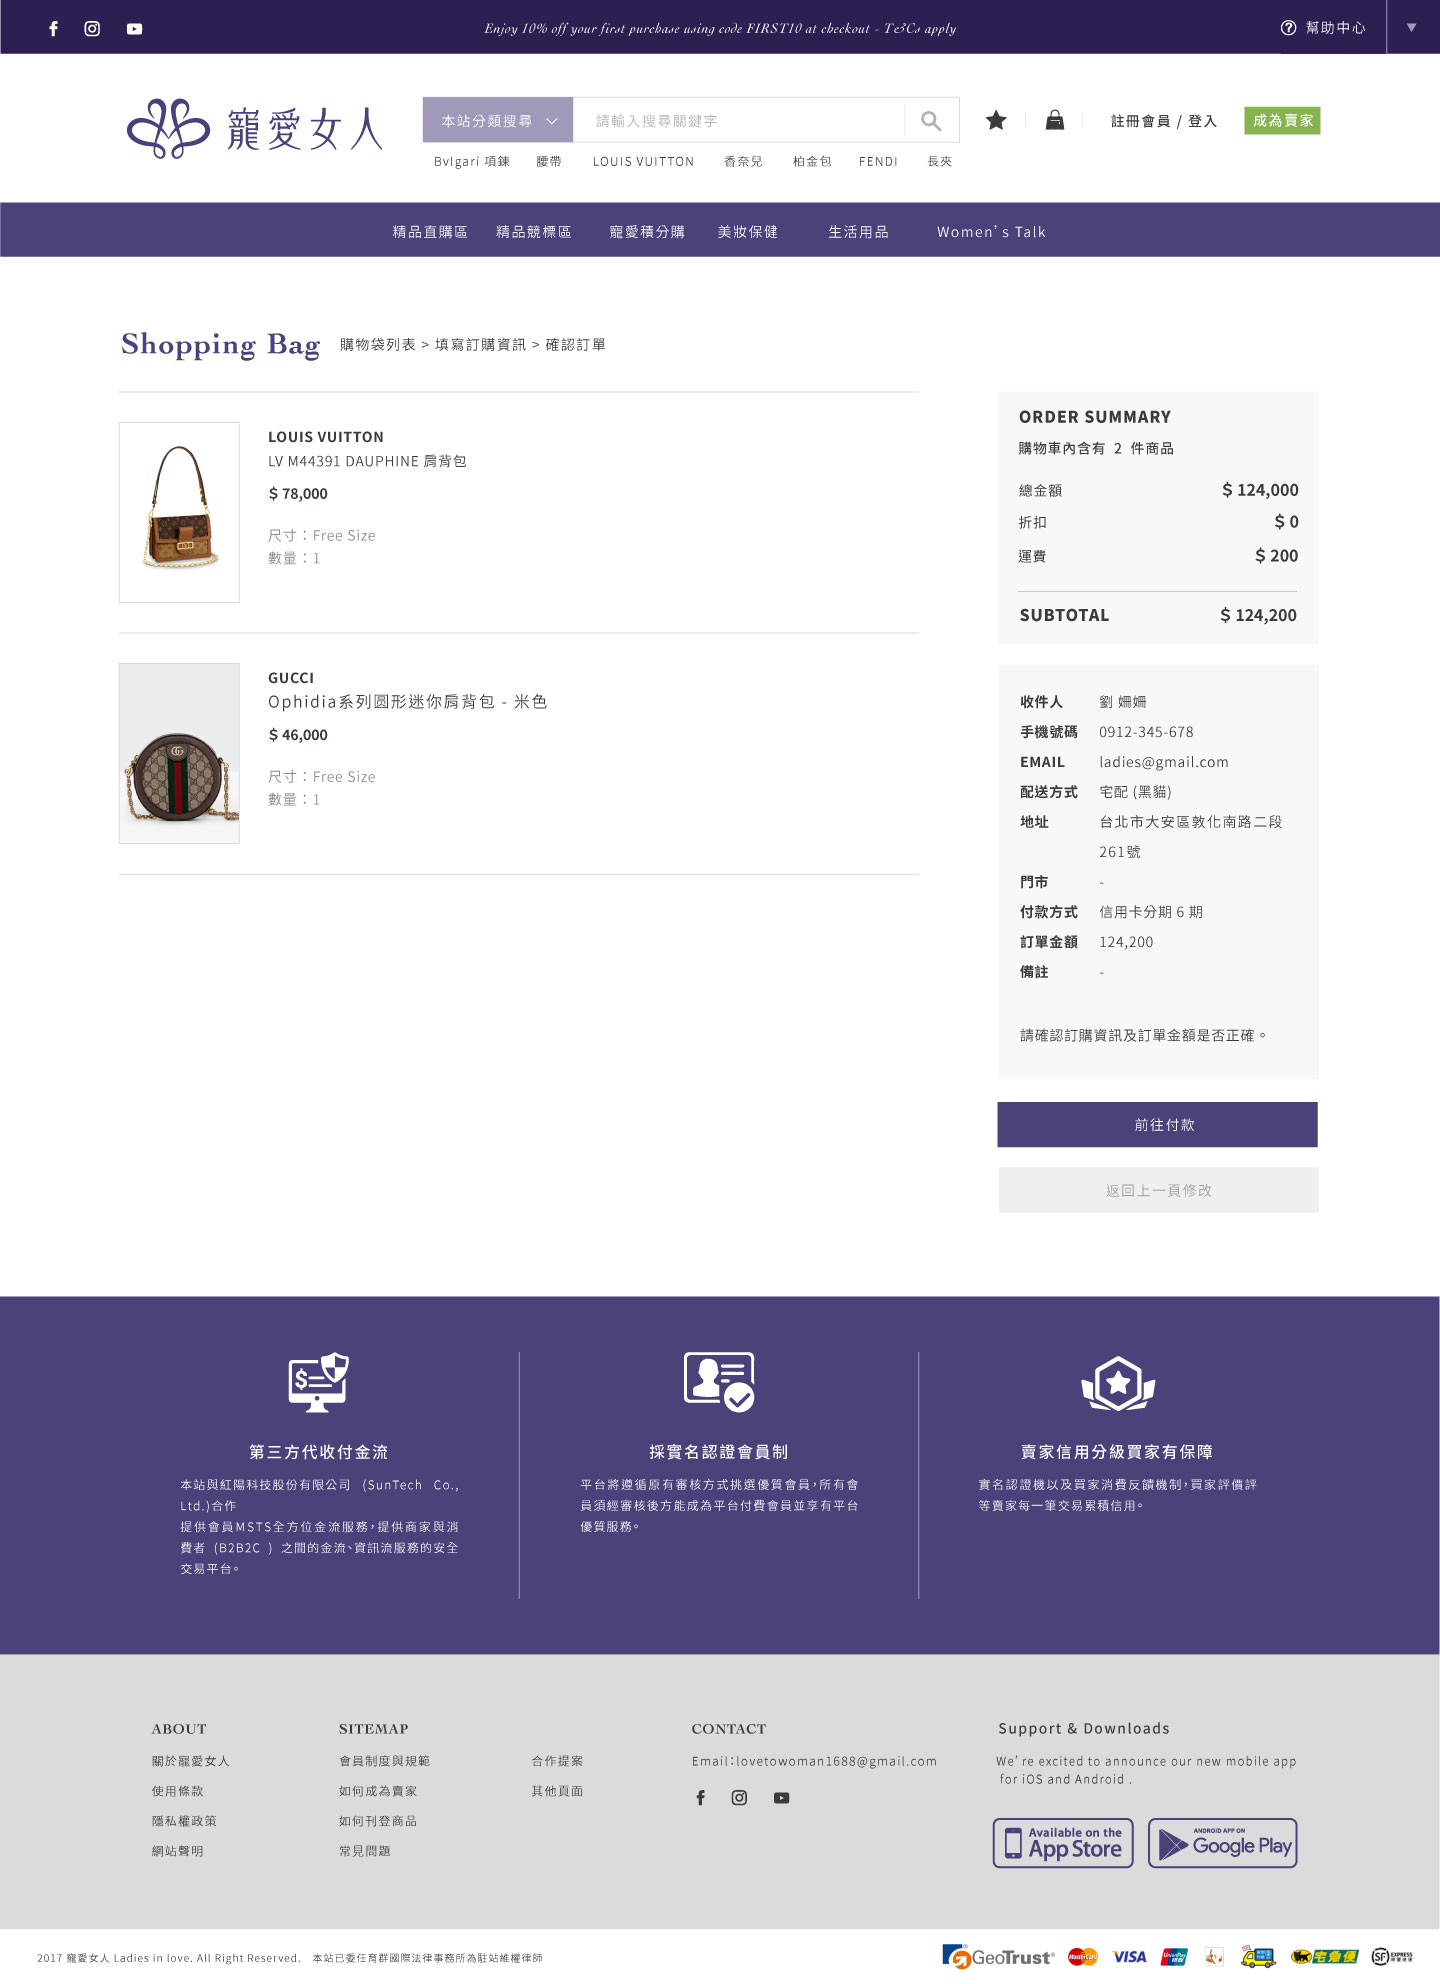 Enjoy 10% off your first purchase using code FIRST10 at checkout - T&Cs apply
幫助中心
寵愛女人
本站分類搜尋
請輸入搜尋關鍵字
註冊會員 / 登入
成為賣家
Bvlgari 項鍊 腰帶 LOUIS VUITTON 香奈兒 柏金包 FENDI 長夾
精品直購區 精品競標區 寵愛積分購 美妝保健 生活用品 Women's Talk
Shopping Bag
購物袋列表 > 填寫訂購資訊 > 確認訂單
LOUIS VUITTON
LV M44391 DAUPHINE 肩背包
$ 78,000
尺寸：Free Size
數量：1
GUCCI
Ophidia系列圓形迷你肩背包 - 米色
$ 46,000
尺寸：Free Size
數量：1
ORDER SUMMARY
購物車內含有 2 件商品
總金額 $ 124,000
折扣 $ 0
運費 $ 200
SUBTOTAL $ 124,200
收件人 劉 姍姍
手機號碼 0912-345-678
EMAIL ladies@gmail.com
配送方式 宅配 (黑貓)
地址 台北市大安區敦化南路二段
261號
門市 -
付款方式 信用卡分期 6 期
訂單金額 124,200
備註 -
請確認訂購資訊及訂單金額是否正確。
前往付款
返回上一頁修改
第三方代收付金流
本站與紅陽科技股份有限公司 (SunTech Co.,
Ltd.)合作
提供會員MSTS全方位金流服務，提供商家與消
費者 (B2B2C ) 之間的金流、資訊流服務的安全
交易平台。
採實名認證會員制
平台將遵循原有審核方式挑選優質會員，所有會
員須經審核後方能成為平台付費會員並享有平台
優質服務。
賣家信用分級買家有保障
實名認證機以及買家消費反饋機制，買家評價評
等賣家每一筆交易累積信用。
ABOUT
關於寵愛女人
使用條款
隱私權政策
網站聲明
SITEMAP
會員制度與規範
如何成為賣家
如何刊登商品
常見問題
合作提案
其他頁面
CONTACT
Email：lovetowoman1688@gmail.com
Support & Downloads
We're excited to announce our new mobile app
for iOS and Android .
Available on the
App Store
ANDROID APP ON
Google Play
2017 寵愛女人 Ladies in love. All Right Reserved. 本站已委任育群國際法律事務所為駐站維權律師
GeoTrust
MasterCard
VISA
UnionPay
銀聯
宅急便
SF EXPRESS